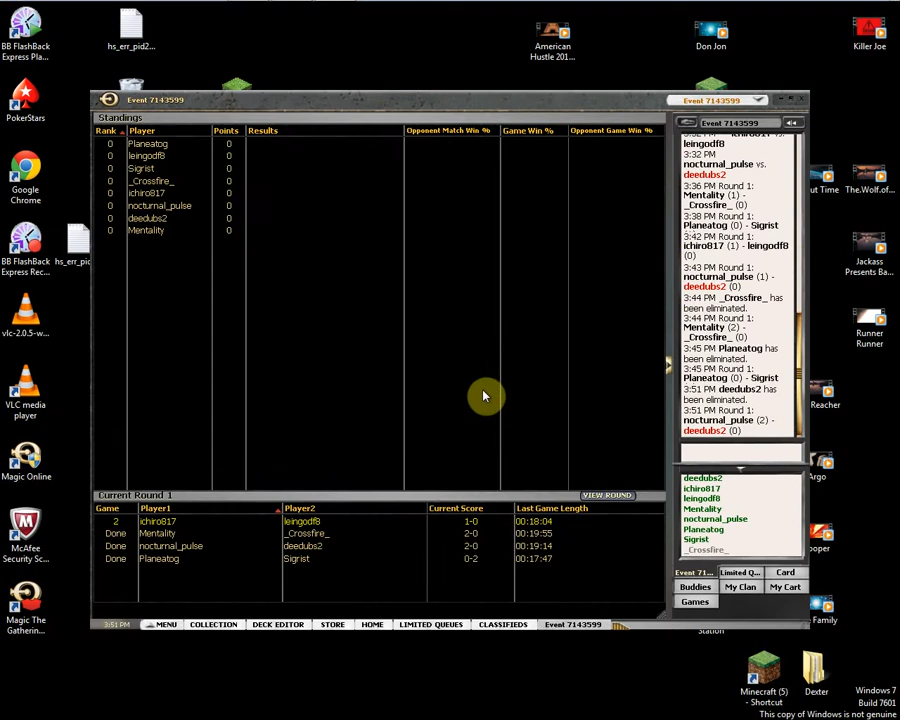 BB FlashBack
Express Pla...
hs_err_pid2...
American
Hustle 201...
Don Jon
Killer Joe
PokerStars
Google
Chrome
BB FlashBack
Express Rec...
hs_err_pid
vlc-2.0.5-w...
VLC media
player
Magic Online
McAfee
Security Sc...
Magic The
Gatherin...
Event 7143599
Event 7143599
Standings
Rank Player Points Results Opponent Match Win % Game Win % Opponent Game Win %
0 Planeatog 0
0 leingodf8 0
0 Sigrist 0
0 _Crossfire_ 0
0 ichiro817 0
0 nocturnal_pulse 0
0 deedubs2 0
0 Mentality 0
Current Round 1
VIEW ROUND
Game Player1 Player2 Current Score Last Game Length
2 ichiro817 leingodf8 1-0 00:18:04
Done Mentality _Crossfire_ 2-0 00:19:55
Done nocturnal_pulse deedubs2 2-0 00:19:14
Done Planeatog Sigrist 0-2 00:17:47
3:51 PM MENU COLLECTION DECK EDITOR STORE HOME LIMITED QUEUES CLASSIFIEDS Event 7143599
Event 7143599
leingodf8
3:32 PM
nocturnal_pulse vs.
deedubs2
3:36 PM Round 1:
Mentality (1) -
_Crossfire_ (0)
3:38 PM Round 1:
Planeatog (0) - Sigrist
3:42 PM Round 1:
ichiro817 (1) - leingodf8
(0)
3:43 PM Round 1:
nocturnal_pulse (1) -
deedubs2 (0)
3:44 PM _Crossfire_ has
been eliminated.
3:44 PM Round 1:
Mentality (2) -
_Crossfire_ (0)
3:45 PM Planeatog has
been eliminated.
3:45 PM Round 1:
Planeatog (0) - Sigrist
3:51 PM deedubs2 has
been eliminated.
3:51 PM Round 1:
nocturnal_pulse (2) -
deedubs2 (0)
deedubs2
ichiro817
leingodf8
Mentality
nocturnal_pulse
Planeatog
Sigrist
_Crossfire_
Event 71... Limited Q... Card
Buddies My Clan My Cart
Games
ut Time
The.Wolf.of...
Jackass
Presents Ba...
Runner
Runner
Reacher
Argo
ooper
Family
Station
Minecraft (5)
- Shortcut
Dexter
Windows 7
Build 7601
This copy of Windows is not genuine